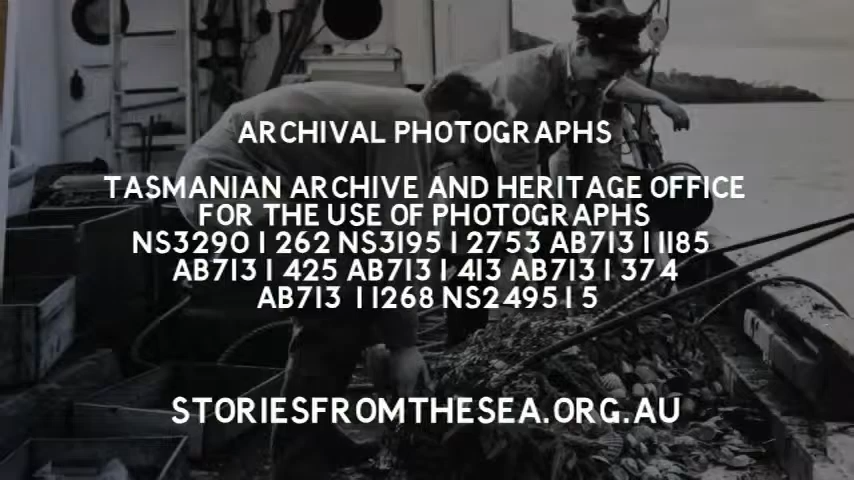 ARCHIVAL PHOTOGRAPHS
TASMANIAN ARCHIVE AND HERITAGE OFFICE
FOR THE USE OF PHOTOGRAPHS
NS3290 1 262 NS3195 1 2753 AB713 1 1185
AB713 1 425 AB713 1 413 AB713 1 374
AB713 1 1268 NS2495 1 5
STORIESFROMTHESEA.ORG.AU